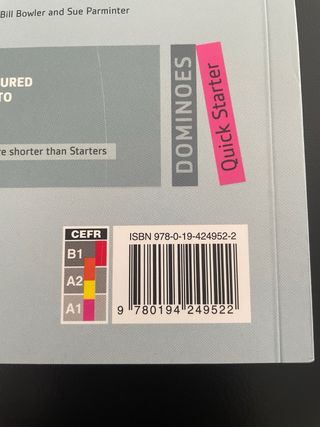 Bill Bowler and Sue Parminter
URED
TO
re shorter than Starters
DOMINOES
Quick Starter
CEFR
B1
A2
A1
ISBN 978-0-19-424952-2
9 780194 249522